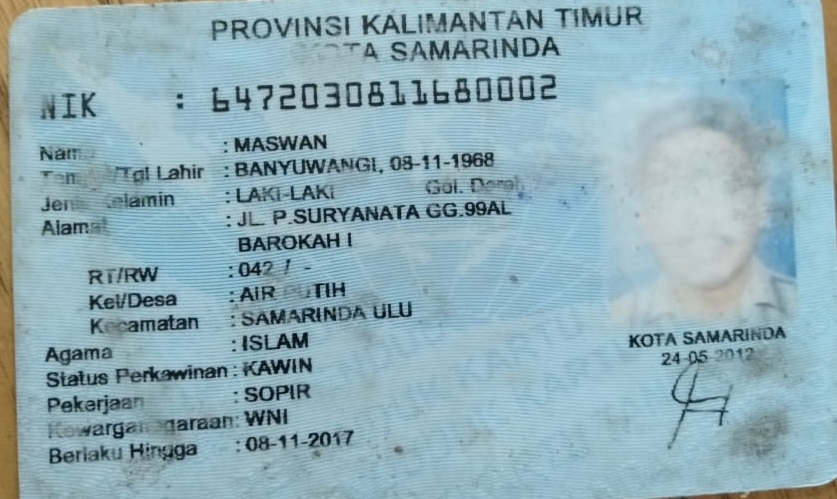 PROVINSI KALIMANTAN TIMUR
KOTA SAMARINDA
NIK : 6472030811680002
Nama : MASWAN
Tempat/Tgl Lahir : BANYUWANGI, 08-11-1968
Jenis Kelamin : LAKI-LAKI Gol. Darah
Alamat : JL. P.SURYANATA GG.99AL
BAROKAH I
RT/RW : 042 / -
Kel/Desa : AIR PUTIH
Kecamatan : SAMARINDA ULU
Agama : ISLAM
Status Perkawinan : KAWIN
Pekerjaan : SOPIR
Kewarganegaraan: WNI
Berlaku Hingga : 08-11-2017
KOTA SAMARINDA
24-05-2012